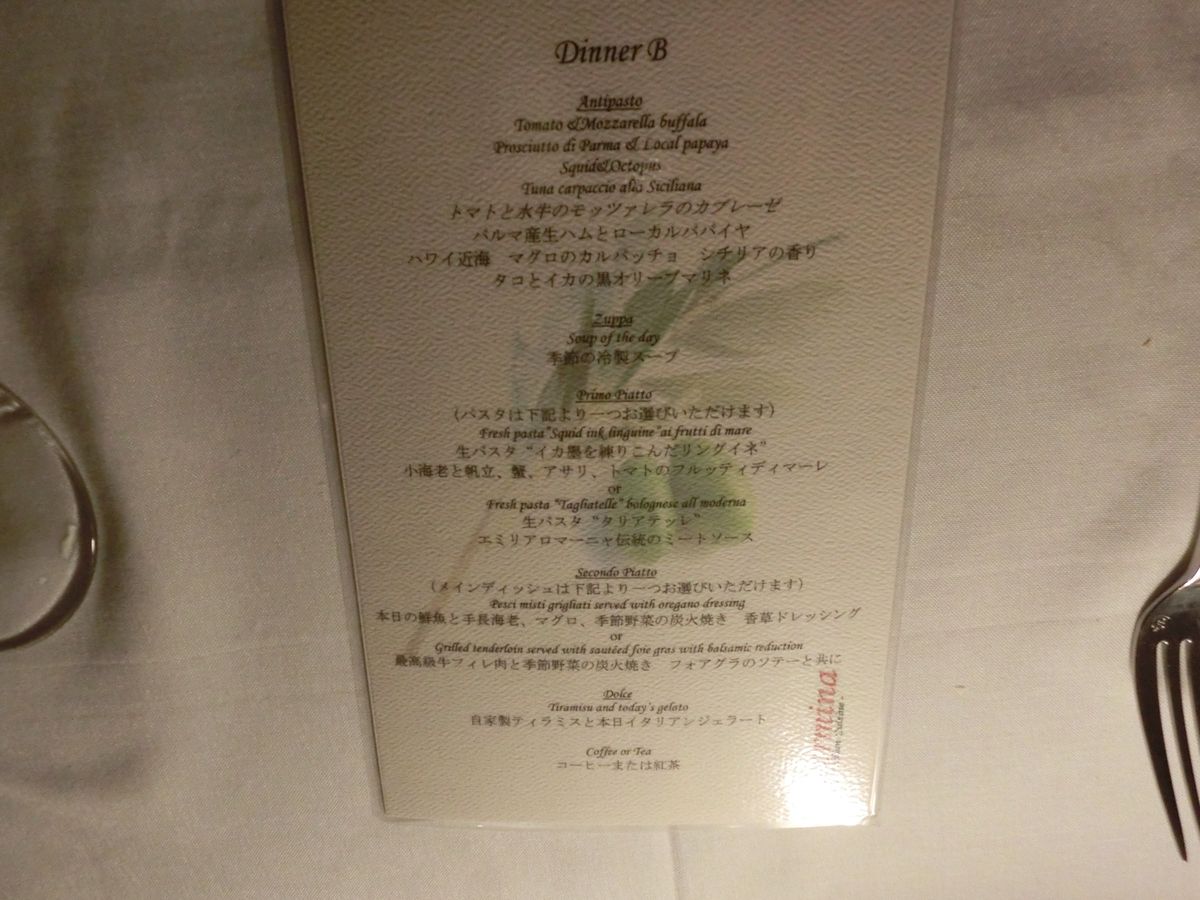 Dinner B
Antipasto
Tomato &Mozzarella buffala
Prosciutto di Parma & Local papaya
Squid&Octopus
Tuna carpaccio alla Siciliana
トマトと水牛のモッツァレラのカプレーゼ
パルマ産生ハムとローカルパパイヤ
ハワイ近海　マグロのカルパッチョ　シチリアの香り
タコとイカの黒オリーブマリネ
Zuppa
Soup of the day
季節の冷製スープ
Primo Piatto
（パスタは下記より一つお選びいただけます）
Fresh pasta"Squid ink linguine"ai frutti di mare
生パスタ“イカ墨を練りこんだリングイネ”
小海老と帆立、蟹、アサリ、トマトのフルッティディマーレ
or
Fresh pasta "Tagliatelle" bolognese all moderna
生パスタ“タリアテッレ”
エミリアロマーニャ伝統のミートソース
Secondo Piatto
（メインディッシュは下記より一つお選びいただけます）
Pesci misti grigliati served with oregano dressing
本日の鮮魚と手長海老、マグロ、季節野菜の炭火焼き　香草ドレッシング
or
Grilled tenderloin served with sautéed foie gras with balsamic reduction
最高級牛フィレ肉と季節野菜の炭火焼き　フォアグラのソテーと共に
Dolce
Tiramisu and today's gelato
自家製ティラミスと本日イタリアンジェラート
Coffee or Tea
コーヒーまたは紅茶
rmina